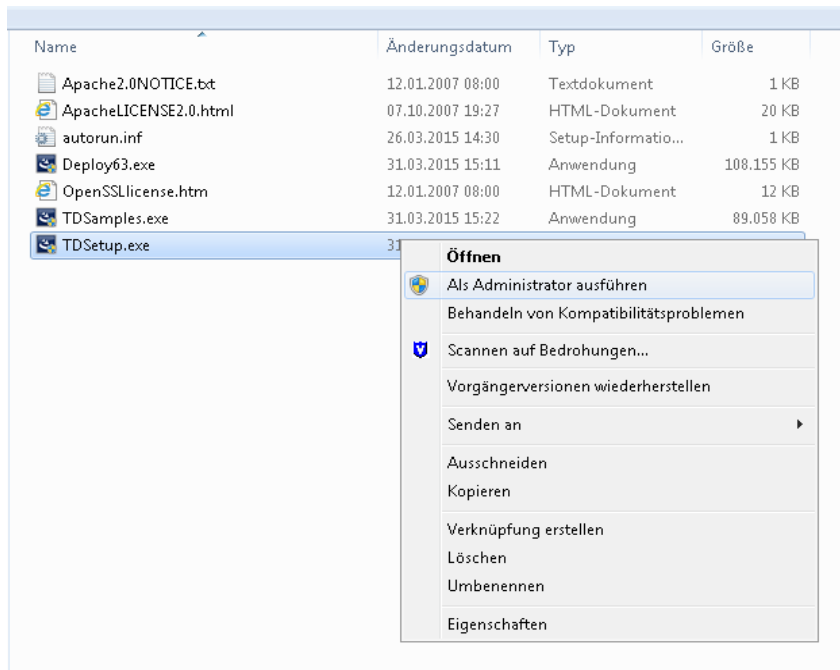 Name Änderungsdatum Typ Größe
Apache2.0NOTICE.txt 12.01.2007 08:00 Textdokument 1 KB
ApacheLICENSE2.0.html 07.10.2007 19:27 HTML-Dokument 20 KB
autorun.inf 26.03.2015 14:30 Setup-Informatio... 1 KB
Deploy63.exe 31.03.2015 15:11 Anwendung 108.155 KB
OpenSSLlicense.htm 12.01.2007 08:00 HTML-Dokument 12 KB
TDSamples.exe 31.03.2015 15:22 Anwendung 89.058 KB
TDSetup.exe 31
Öffnen
Als Administrator ausführen
Behandeln von Kompatibilitätsproblemen
Scannen auf Bedrohungen...
Vorgängerversionen wiederherstellen
Senden an
Ausschneiden
Kopieren
Verknüpfung erstellen
Löschen
Umbenennen
Eigenschaften